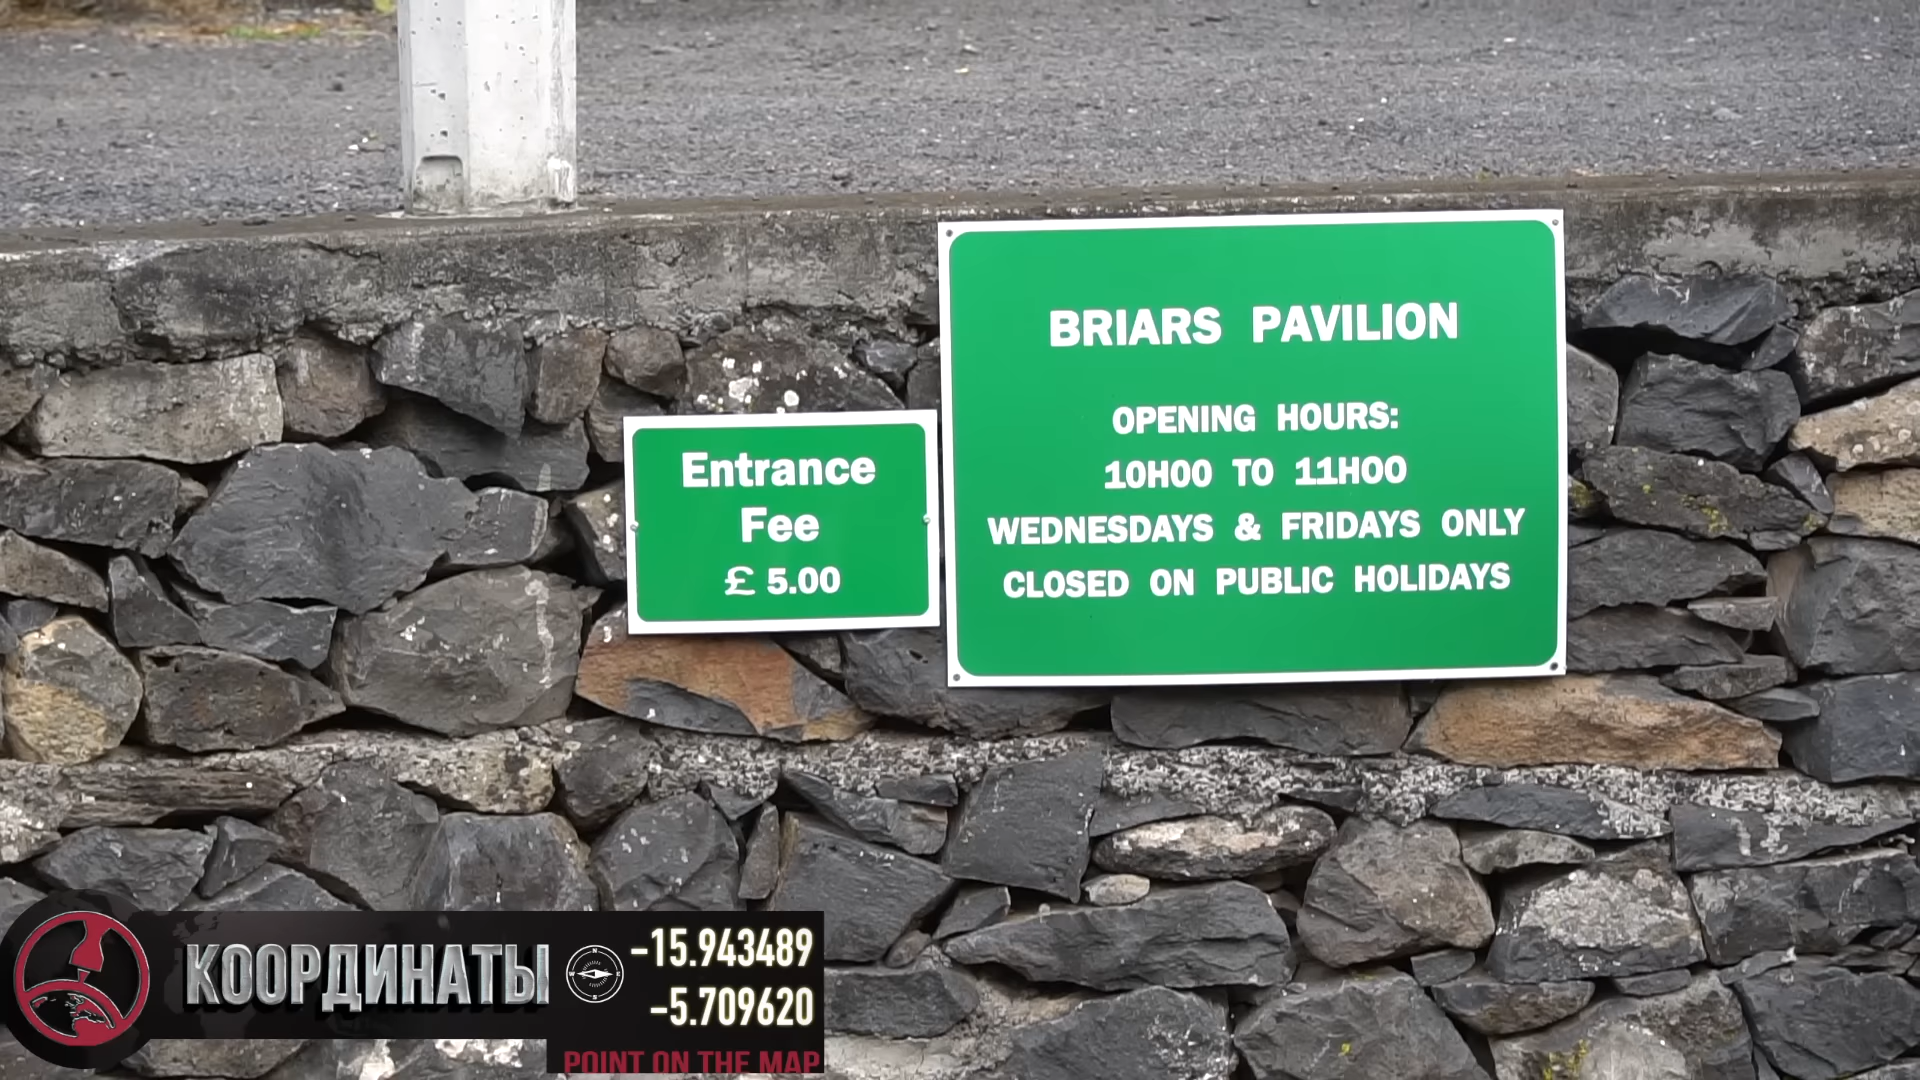 BRIARS PAVILION
OPENING HOURS:
10H00 TO 11H00
WEDNESDAYS & FRIDAYS ONLY
CLOSED ON PUBLIC HOLIDAYS
Entrance
Fee
£ 5.00
КООРДИНАТЫ
-15.943489
-5.709620
POINT ON THE MAP